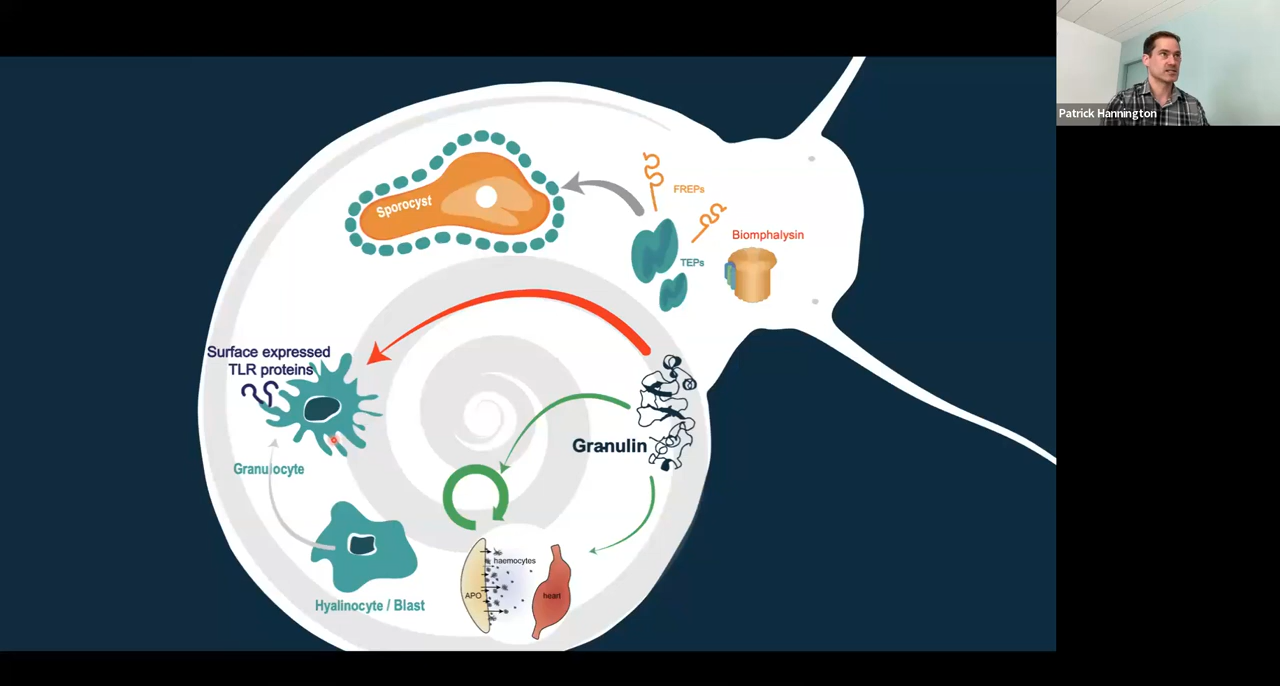 Patrick Hannington
Sporocyst
FREPs
Biomphalysin
TEPs
Surface expressed
TLR proteins
Granulin
Granulocyte
haemocytes
APO
heart
Hyalinocyte / Blast